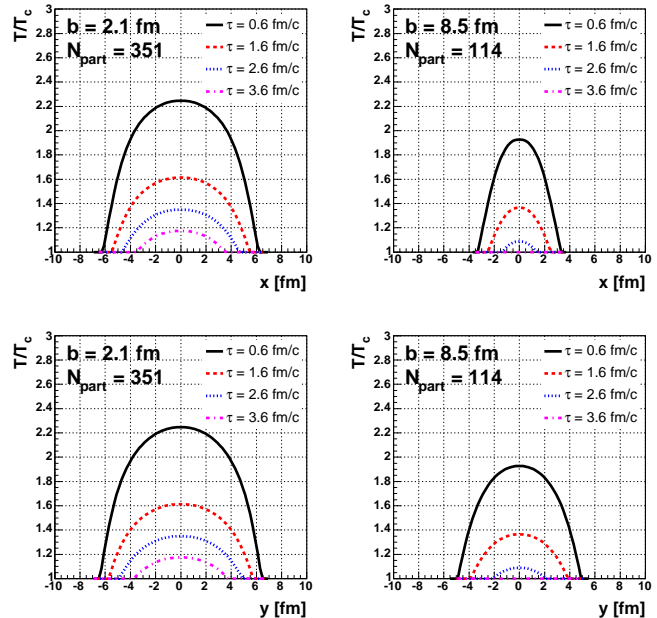 T/T_c
3
2.8
2.6
2.4
2.2
2
1.8
1.6
1.4
1.2
1
b = 2.1 fm
N_part = 351
τ = 0.6 fm/c
τ = 1.6 fm/c
τ = 2.6 fm/c
τ = 3.6 fm/c
-10 -8 -6 -4 -2 0 2 4 6 8 10
x [fm]
T/T_c
3
2.8
2.6
2.4
2.2
2
1.8
1.6
1.4
1.2
1
b = 8.5 fm
N_part = 114
τ = 0.6 fm/c
τ = 1.6 fm/c
τ = 2.6 fm/c
τ = 3.6 fm/c
-10 -8 -6 -4 -2 0 2 4 6 8 10
x [fm]
T/T_c
3
2.8
2.6
2.4
2.2
2
1.8
1.6
1.4
1.2
1
b = 2.1 fm
N_part = 351
τ = 0.6 fm/c
τ = 1.6 fm/c
τ = 2.6 fm/c
τ = 3.6 fm/c
-10 -8 -6 -4 -2 0 2 4 6 8 10
y [fm]
T/T_c
3
2.8
2.6
2.4
2.2
2
1.8
1.6
1.4
1.2
1
b = 8.5 fm
N_part = 114
τ = 0.6 fm/c
τ = 1.6 fm/c
τ = 2.6 fm/c
τ = 3.6 fm/c
-10 -8 -6 -4 -2 0 2 4 6 8 10
y [fm]